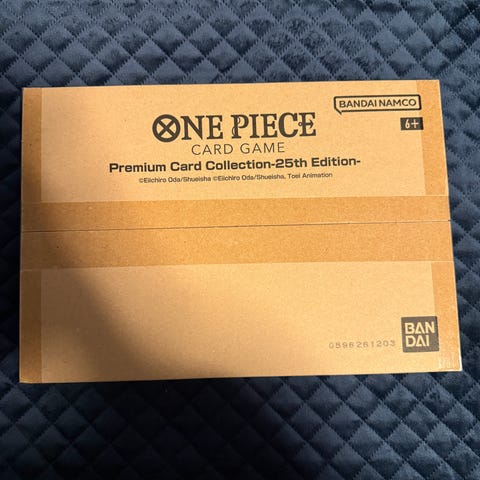 BANDAI NAMCO
ONE PIECE
6+
CARD GAME
Premium Card Collection-25th Edition-
©Eiichiro Oda/Shueisha ©Eiichiro Oda/Shueisha, Toei Animation
0896261203
BAN
DAI